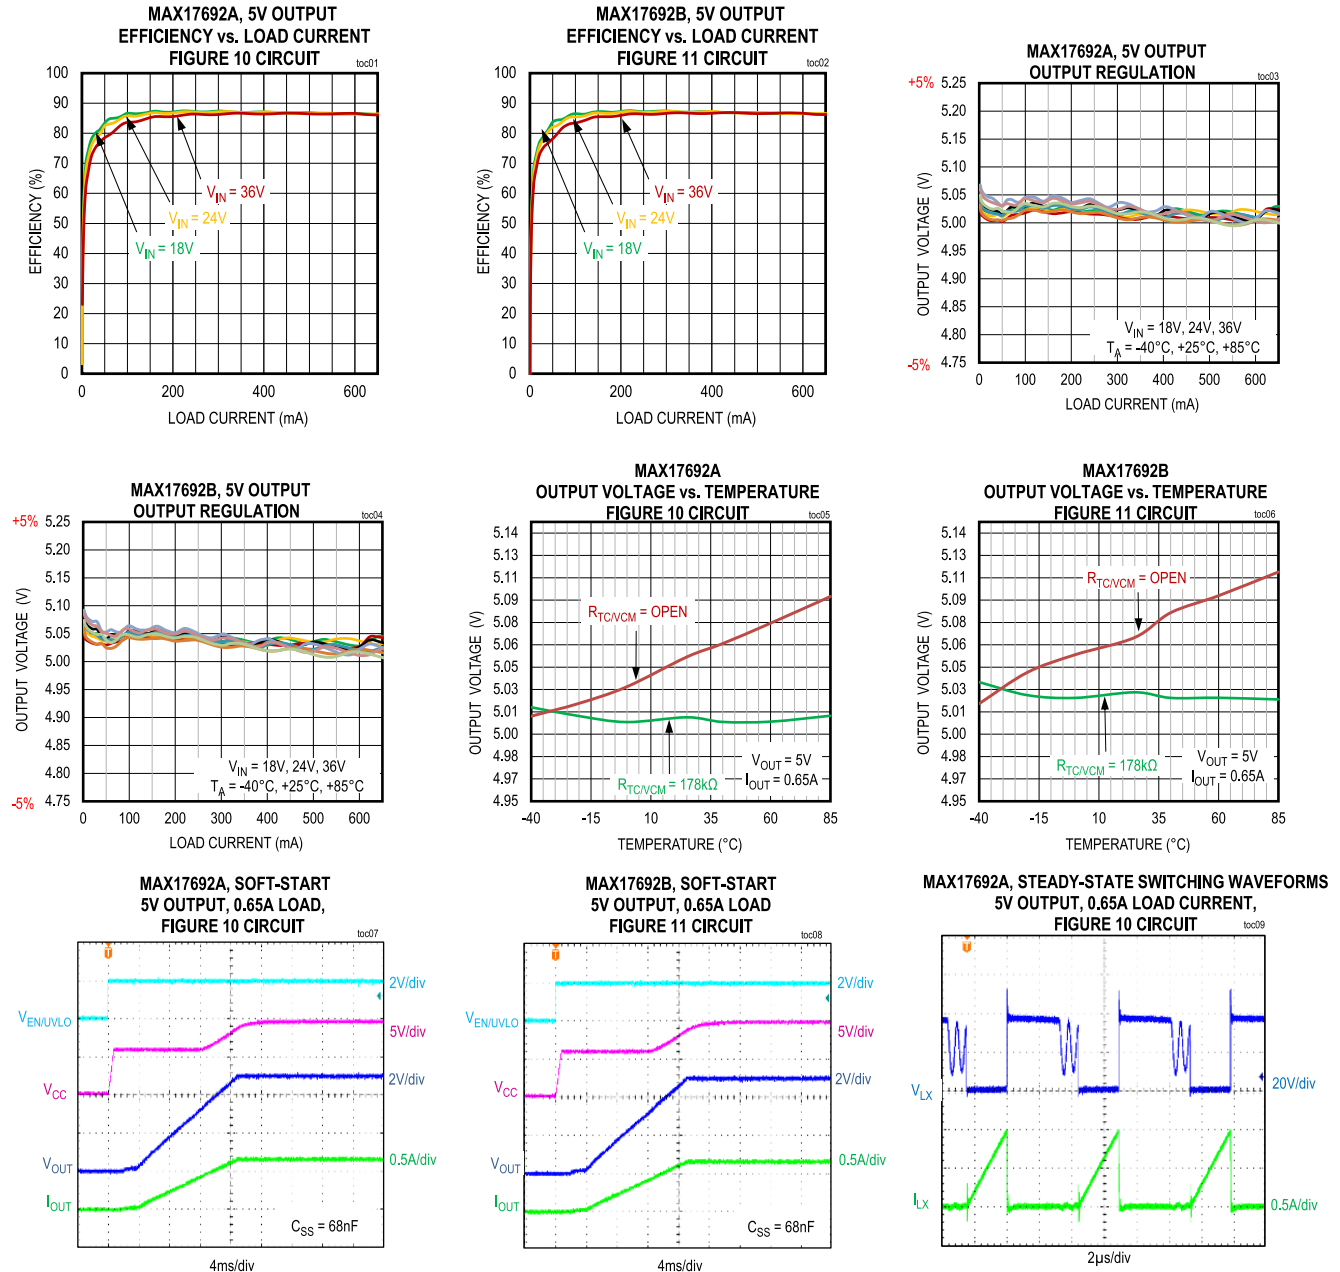 MAX17692A, 5V OUTPUT
EFFICIENCY vs. LOAD CURRENT
FIGURE 10 CIRCUIT
toc01
100
90
80
70
60
50
40
30
20
10
0
EFFICIENCY (%)
VIN = 36V
VIN = 24V
VIN = 18V
0 200 400 600
LOAD CURRENT (mA)
MAX17692B, 5V OUTPUT
EFFICIENCY vs. LOAD CURRENT
FIGURE 11 CIRCUIT
toc02
100
90
80
70
60
50
40
30
20
10
0
EFFICIENCY (%)
VIN = 36V
VIN = 24V
VIN = 18V
0 200 400 600
LOAD CURRENT (mA)
MAX17692A, 5V OUTPUT
OUTPUT REGULATION
toc03
+5% 5.25
5.20
5.15
5.10
5.05
5.00
4.95
4.90
4.85
4.80
-5% 4.75
OUTPUT VOLTAGE (V)
VIN = 18V, 24V, 36V
TA = -40°C, +25°C, +85°C
0 100 200 300 400 500 600
LOAD CURRENT (mA)
MAX17692B, 5V OUTPUT
OUTPUT REGULATION
toc04
+5% 5.25
5.20
5.15
5.10
5.05
5.00
4.95
4.90
4.85
4.80
-5% 4.75
OUTPUT VOLTAGE (V)
VIN = 18V, 24V, 36V
TA = -40°C, +25°C, +85°C
0 100 200 300 400 500 600
LOAD CURRENT (mA)
MAX17692A
OUTPUT VOLTAGE vs. TEMPERATURE
FIGURE 10 CIRCUIT
toc05
5.14
5.13
5.11
5.09
5.08
5.06
5.05
5.03
5.01
5.00
4.98
4.97
4.95
OUTPUT VOLTAGE (V)
RTC/VCM = OPEN
RTC/VCM = 178kΩ
VOUT = 5V
IOUT = 0.65A
-40 -15 10 35 60 85
TEMPERATURE (°C)
MAX17692B
OUTPUT VOLTAGE vs. TEMPERATURE
FIGURE 11 CIRCUIT
toc06
5.14
5.13
5.11
5.09
5.08
5.06
5.05
5.03
5.01
5.00
4.98
4.97
4.95
OUTPUT VOLTAGE (V)
RTC/VCM = OPEN
RTC/VCM = 178kΩ
VOUT = 5V
IOUT = 0.65A
-40 -15 10 35 60 85
TEMPERATURE (°C)
MAX17692A, SOFT-START
5V OUTPUT, 0.65A LOAD,
FIGURE 10 CIRCUIT
toc07
T
VEN/UVLO
2V/div
VCC
5V/div
VOUT
2V/div
IOUT
0.5A/div
CSS = 68nF
4ms/div
MAX17692B, SOFT-START
5V OUTPUT, 0.65A LOAD
FIGURE 11 CIRCUIT
toc08
T
VEN/UVLO
2V/div
VCC
5V/div
VOUT
2V/div
IOUT
0.5A/div
CSS = 68nF
4ms/div
MAX17692A, STEADY-STATE SWITCHING WAVEFORMS
5V OUTPUT, 0.65A LOAD CURRENT,
FIGURE 10 CIRCUIT
toc09
T
VLX
20V/div
ILX
0.5A/div
2µs/div